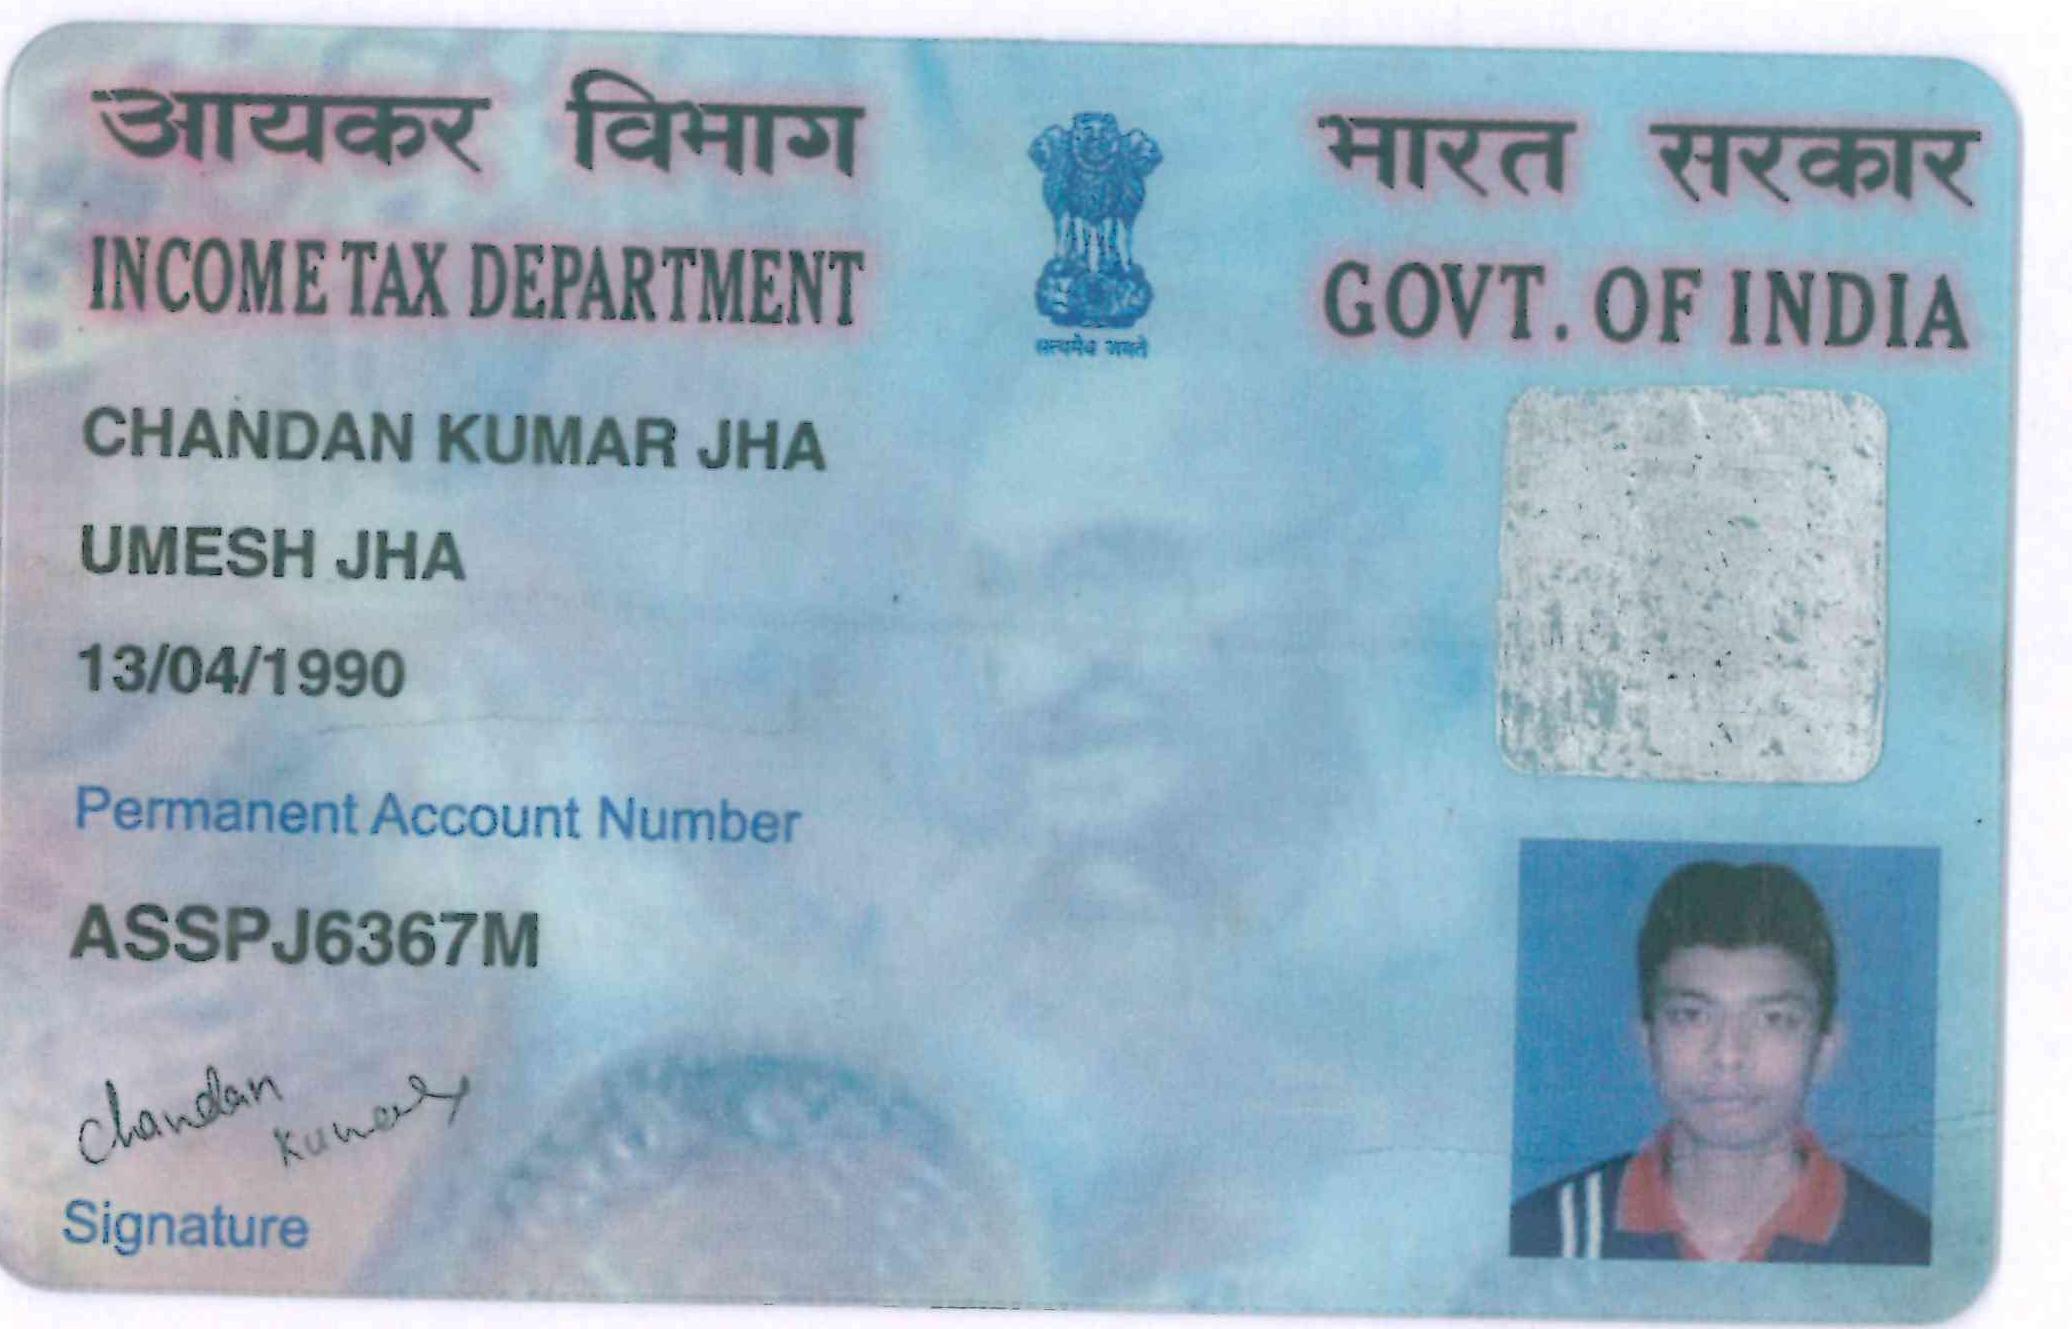 आयकर विभाग
INCOME TAX DEPARTMENT
सत्यमेव जयते
भारत सरकार
GOVT. OF INDIA
CHANDAN KUMAR JHA
UMESH JHA
13/04/1990
Permanent Account Number
ASSPJ6367M
Chandan
Kumar
Signature